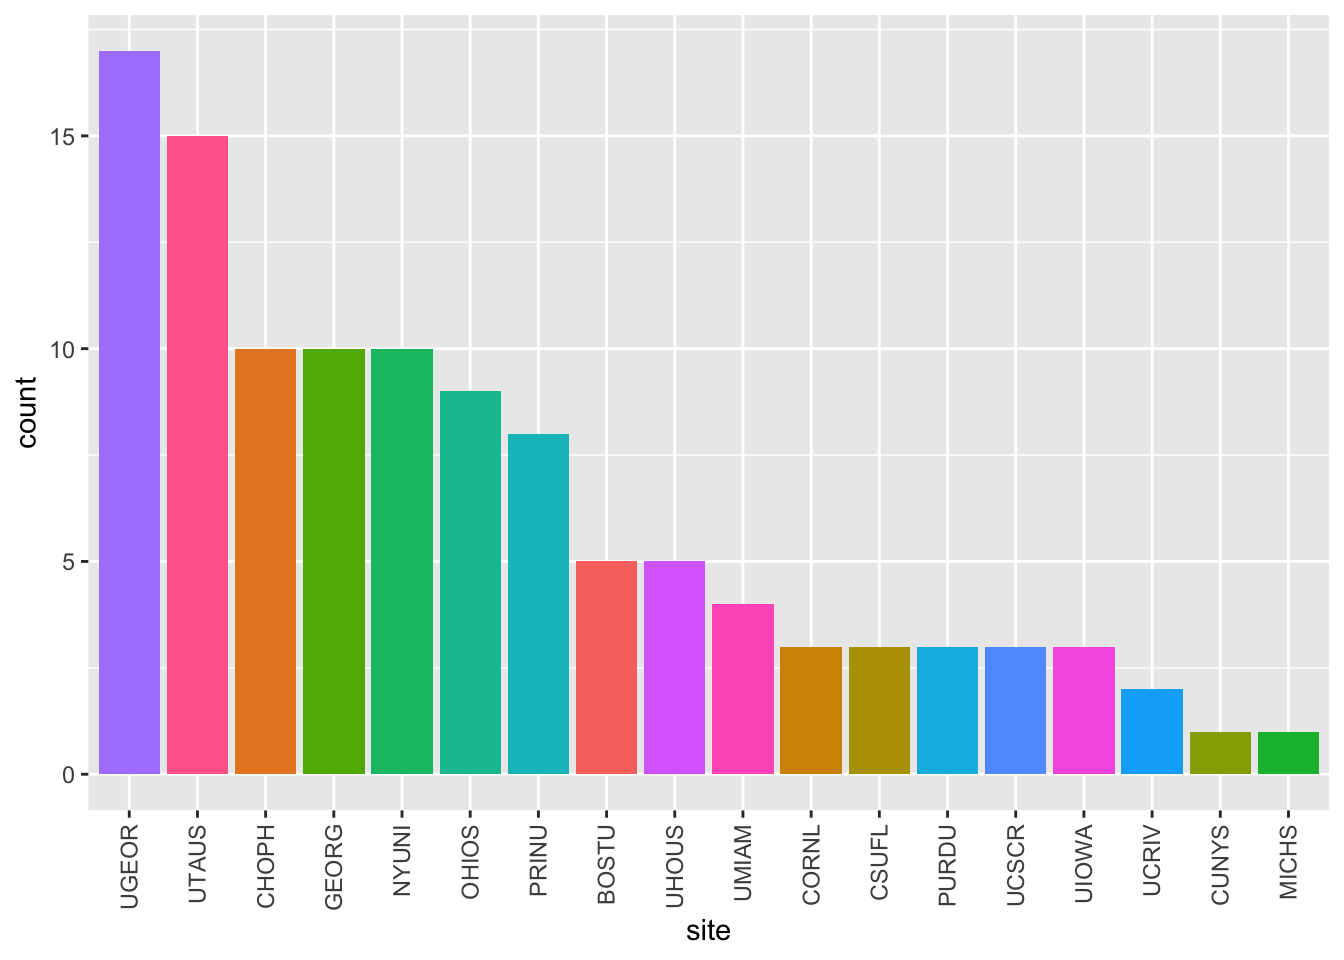 count
15
10
5
0
UGEOR
UTAUS
CHOPH
GEORG
NYUNI
OHIOS
PRINU
BOSTU
UHOUS
UMIAM
CORNL
CSUFL
PURDU
UCSCR
UIOWA
UCRIV
CUNYS
MICHS
site